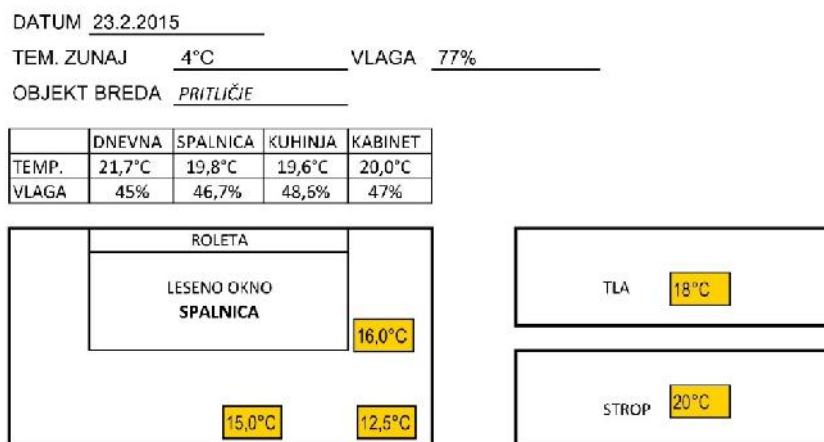 DATUM 23.2.2015
TEM. ZUNAJ 4°C VLAGA 77%
OBJEKT BREDA PRITLIČJE
DNEVNA SPALNICA KUHINJA KABINET
TEMP. 21,7°C 19,8°C 19,6°C 20,0°C
VLAGA 45% 46,7% 48,6% 47%
ROLETA
LESENO OKNO
SPALNICA
16,0°C
15,0°C 12,5°C
TLA 18°C
STROP 20°C